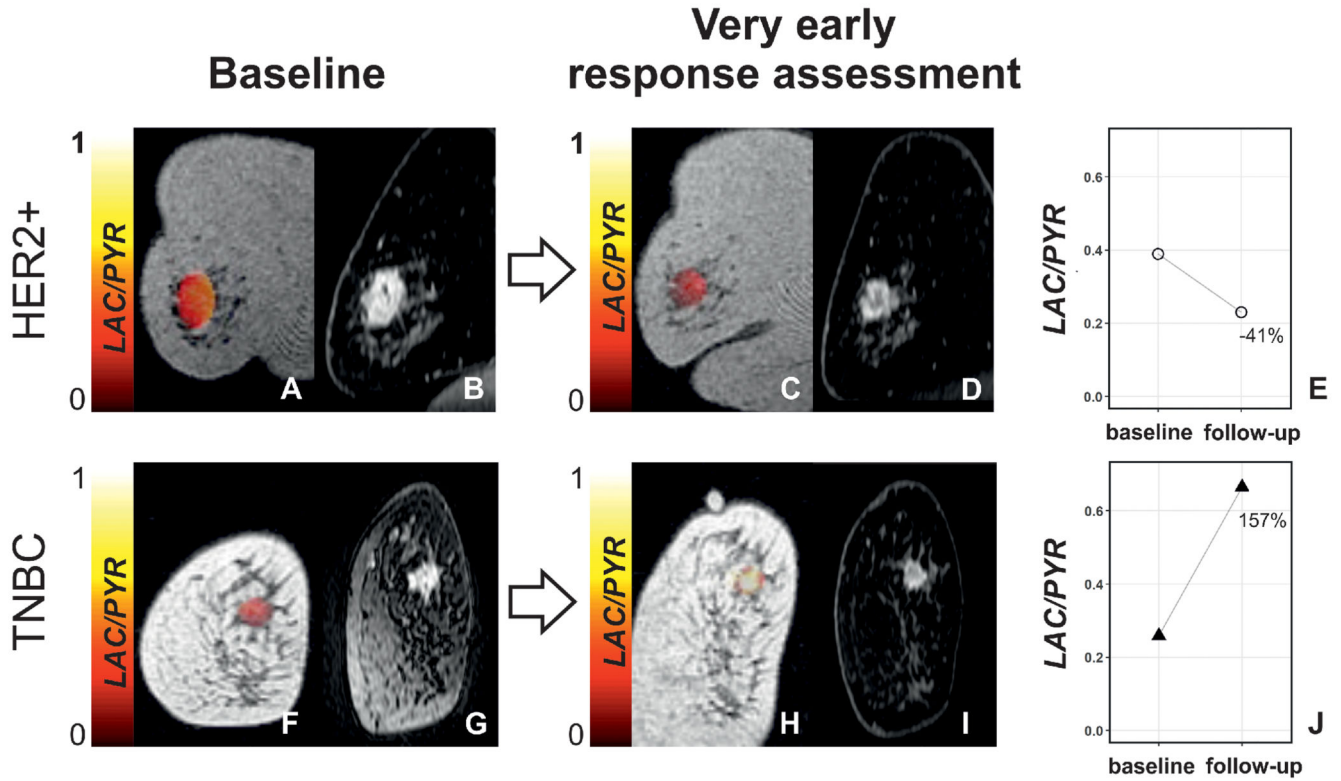 Baseline
Very early
response assessment
HER2+
1
LAC/PYR
0
A
B
1
LAC/PYR
0
C
D
LAC/PYR
0.6
0.4
0.2
0.0
-41%
baseline follow-up
E
TNBC
1
LAC/PYR
0
F
G
1
LAC/PYR
0
H
I
LAC/PYR
0.6
0.4
0.2
0.0
157%
baseline follow-up
J